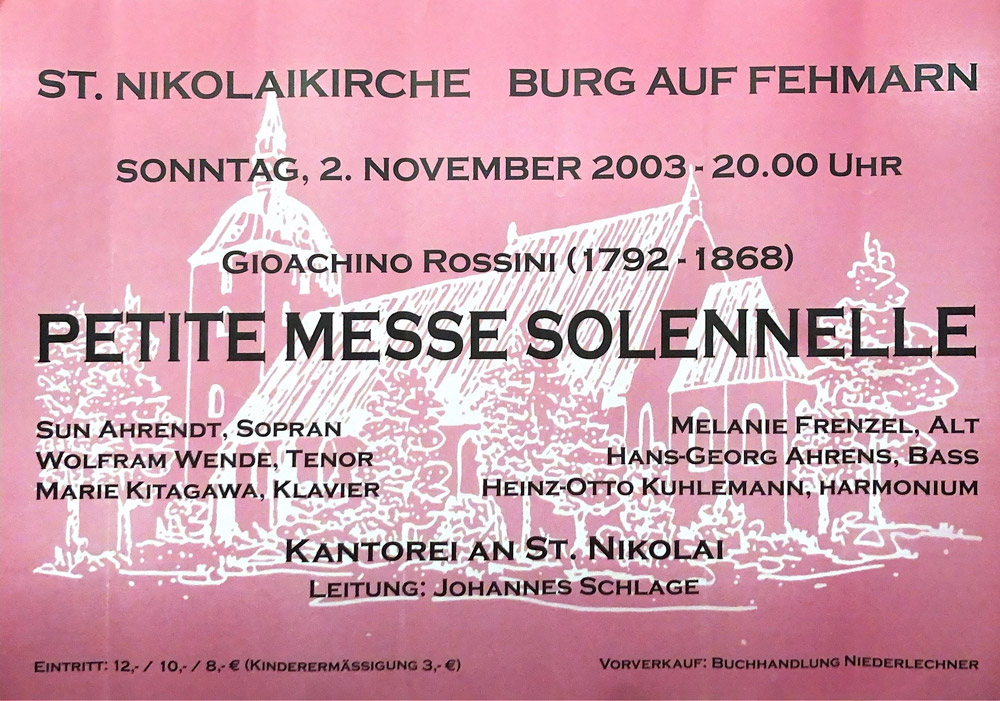 ST. NIKOLAIKIRCHE BURG AUF FEHMARN
SONNTAG, 2. NOVEMBER 2003 - 20.00 UHR
GIOACHINO ROSSINI (1792 - 1868)
PETITE MESSE SOLENNELLE
SUN AHRENDT, SOPRAN
WOLFRAM WENDE, TENOR
MARIE KITAGAWA, KLAVIER
MELANIE FRENZEL, ALT
HANS-GEORG AHRENS, BASS
HEINZ-OTTO KUHLEMANN, HARMONIUM
KANTOREI AN ST. NIKOLAI
LEITUNG: JOHANNES SCHLAGE
EINTRITT: 12,- / 10,- / 8,- € (KINDERERMÄSSIGUNG 3,- €)
VORVERKAUF: BUCHHANDLUNG NIEDERLECHNER